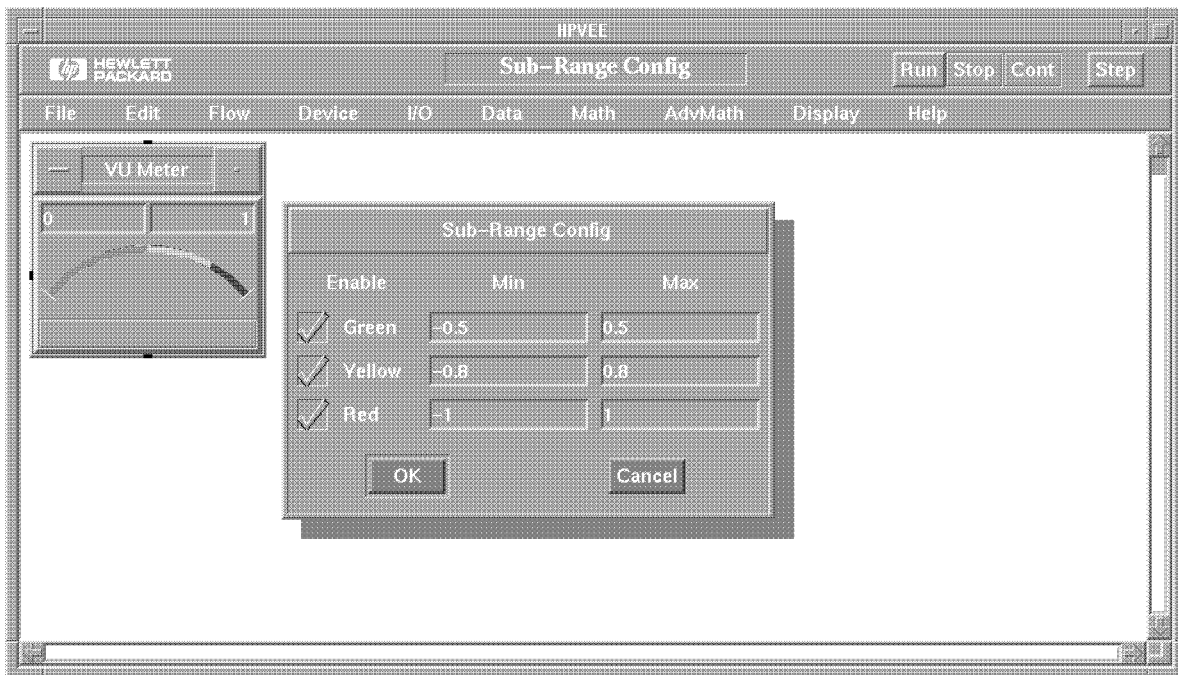 HPVEE
hp HEWLETT PACKARD
Sub-Range Config
Run Stop Cont Step
File Edit Flow Device I/O Data Math AdvMath Display Help
VU Meter
0 1
Sub-Range Config
Enable Min Max
Green -0.5 0.5
Yellow -0.8 0.8
Red -1 1
OK Cancel